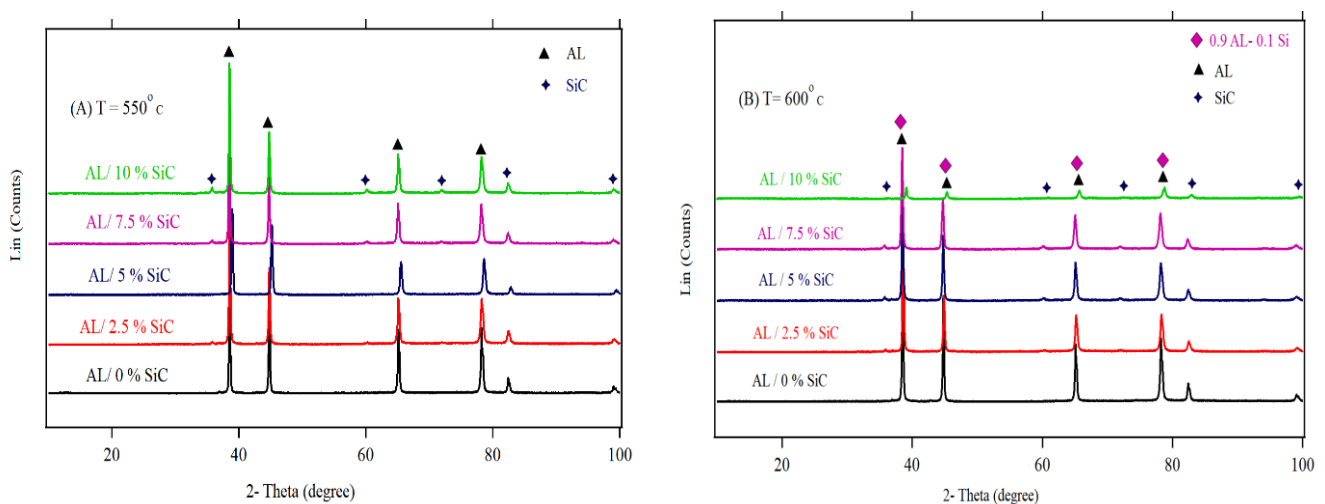 AL
SiC
(A) T = 550° c
AL/ 10 % SiC
AL/ 7.5 % SiC
AL/ 5 % SiC
AL/ 2.5 % SiC
AL/ 0 % SiC
Lin (Counts)
20 40 60 80 100
2- Theta (degree)
0.9 AL- 0.1 Si
AL
SiC
(B) T= 600° c
AL / 10 % SiC
AL / 7.5 % SiC
AL / 5 % SiC
AL / 2.5 % SiC
AL / 0 % SiC
Lin (Counts)
20 40 60 80 100
2- Theta (degree)